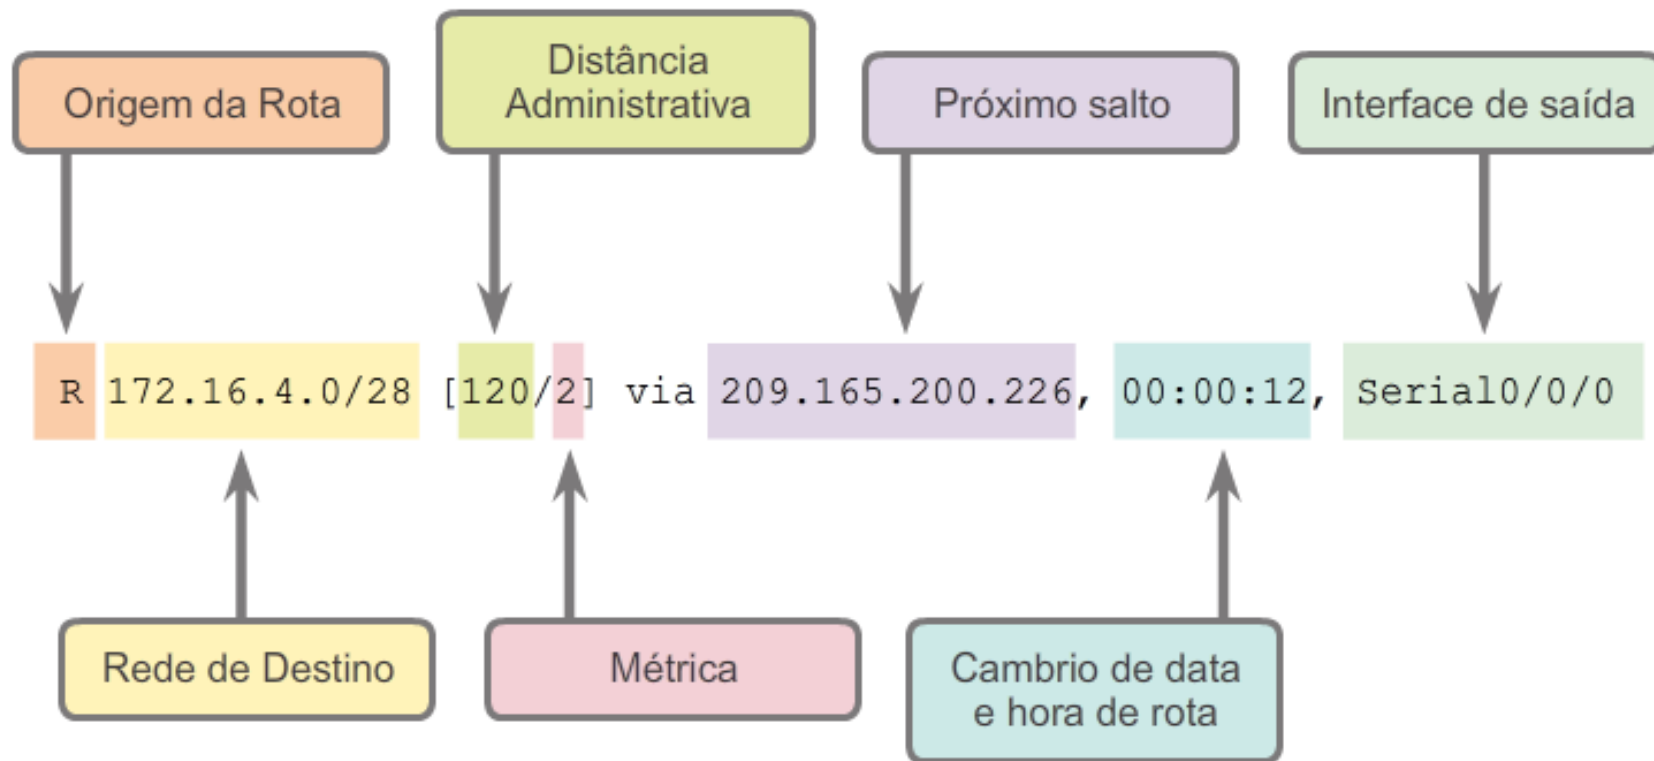 Origem da Rota
Distância
Administrativa
Próximo salto
Interface de saída
R 172.16.4.0/28 [120/2] via 209.165.200.226, 00:00:12, Serial0/0/0
Rede de Destino
Métrica
Cambrio de data
e hora de rota